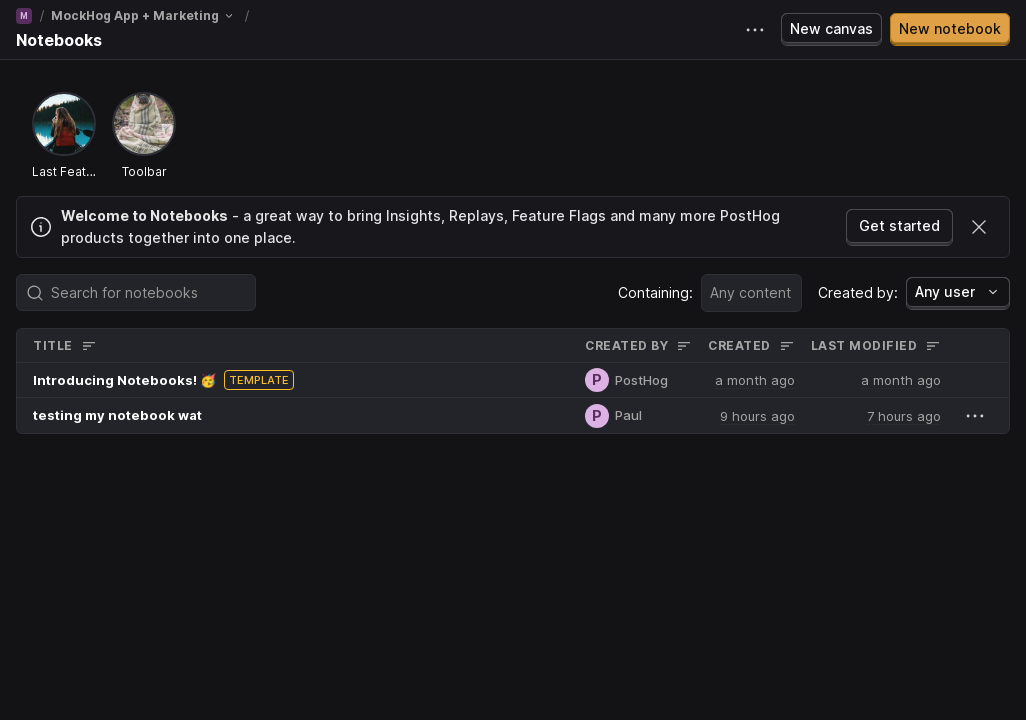 M / MockHog App + Marketing /
Notebooks
New canvas
New notebook
Last Feat...
Toolbar
Welcome to Notebooks - a great way to bring Insights, Replays, Feature Flags and many more PostHog
products together into one place.
Get started
Search for notebooks
Containing:
Any content
Created by:
Any user
TITLE CREATED BY CREATED LAST MODIFIED
Introducing Notebooks! 🥳 TEMPLATE P PostHog a month ago a month ago
testing my notebook wat P Paul 9 hours ago 7 hours ago